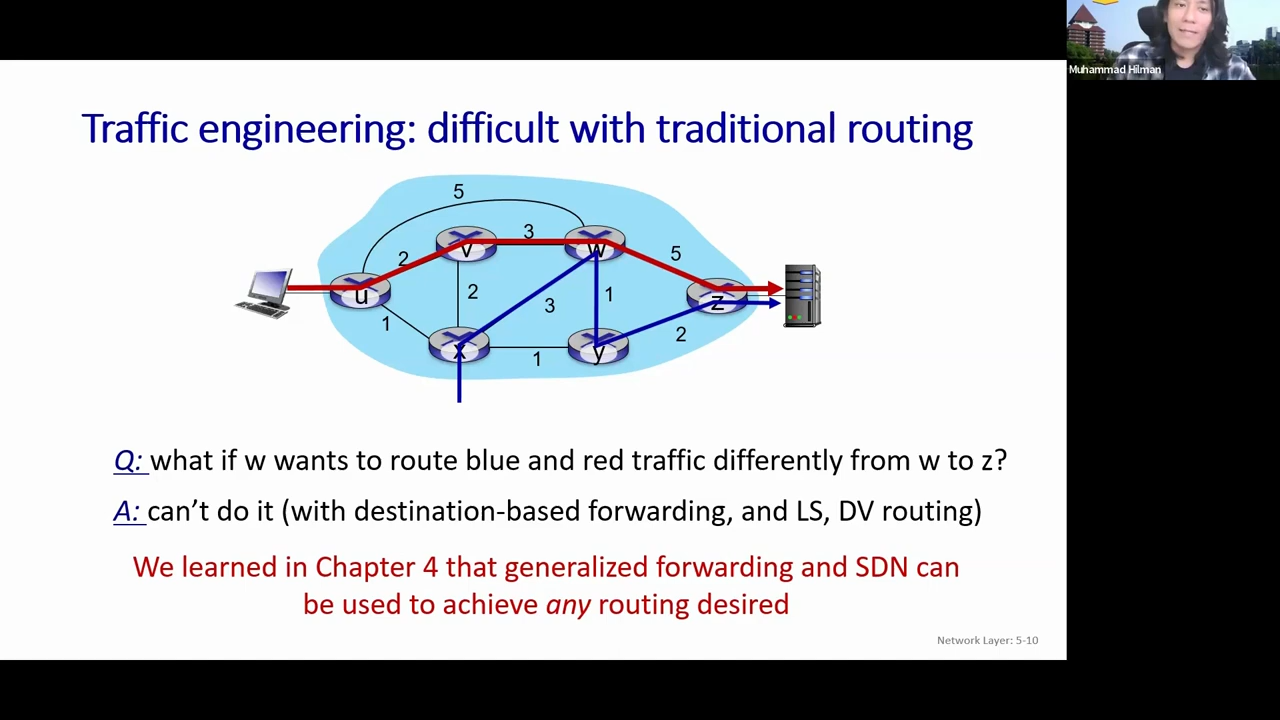 Muhammad Hilman
Traffic engineering: difficult with traditional routing
5
v
3
w
2
5
u
2
3
1
z
1
x
1
y
2
Q: what if w wants to route blue and red traffic differently from w to z?
A: can’t do it (with destination-based forwarding, and LS, DV routing)
We learned in Chapter 4 that generalized forwarding and SDN can
be used to achieve any routing desired
Network Layer: 5-10